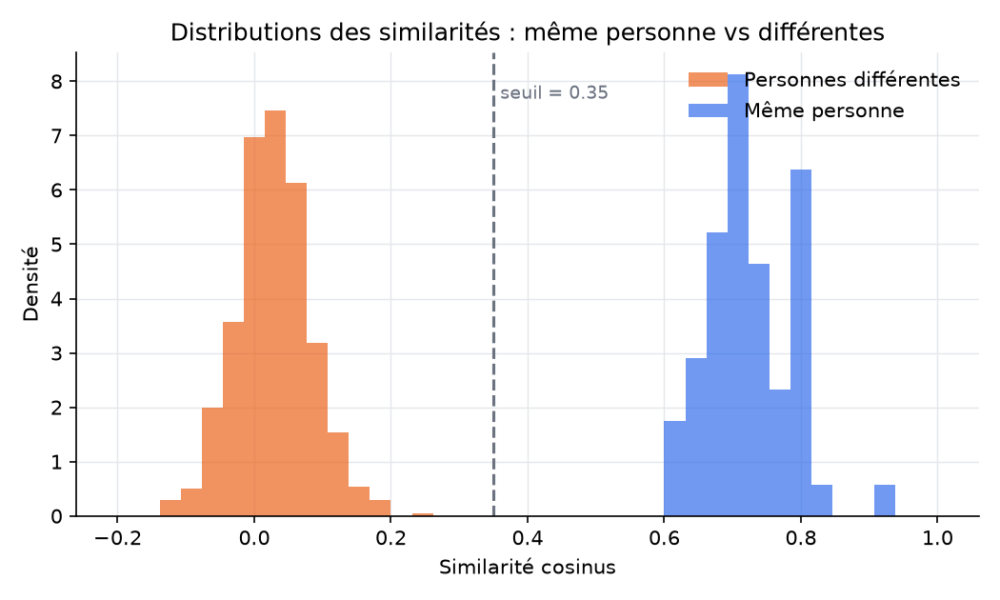 Distributions des similarités : même personne vs différentes
seuil = 0.35
Personnes différentes
Même personne
Densité
8
7
6
5
4
3
2
1
0
−0.2 0.0 0.2 0.4 0.6 0.8 1.0
Similarité cosinus